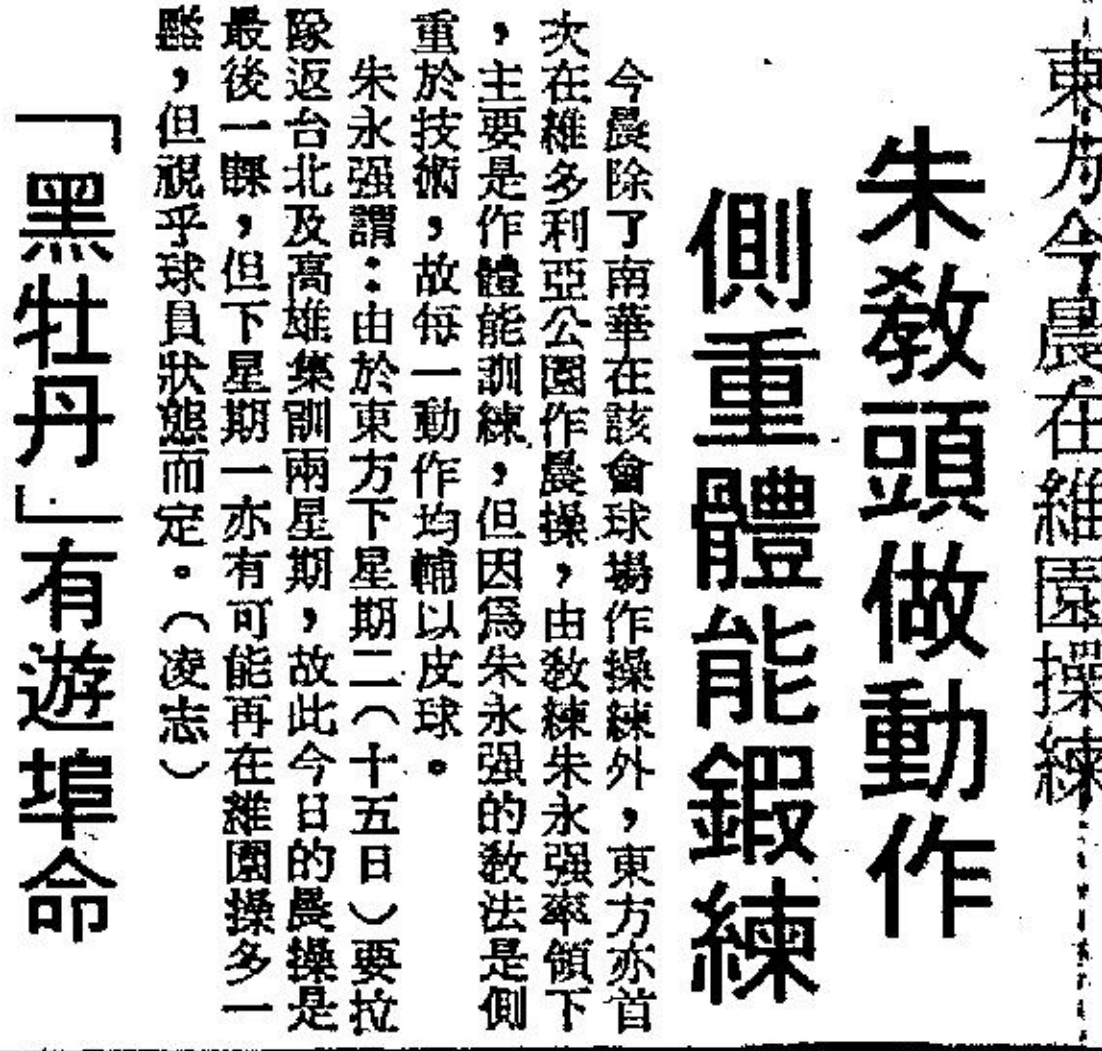 東方今晨在維園操練
朱教頭做動作
側重體能鍛練
今晨除了南華在該會球場作操練外，東方亦首
次在維多利亞公園作晨操，由教練朱永强率領下
，主要是作體能訓練，但因爲朱永强的教法是側
重於技術，故每一動作均輔以皮球。
朱永强謂：由於東方下星期二（十五日）要拉
隊返台北及高雄集訓兩星期，故此今日的晨操是
最後一課，但下星期一亦有可能再在維園操多一
，但視乎球員狀態而定。（凌志）
「黑牡丹」有遊埠命